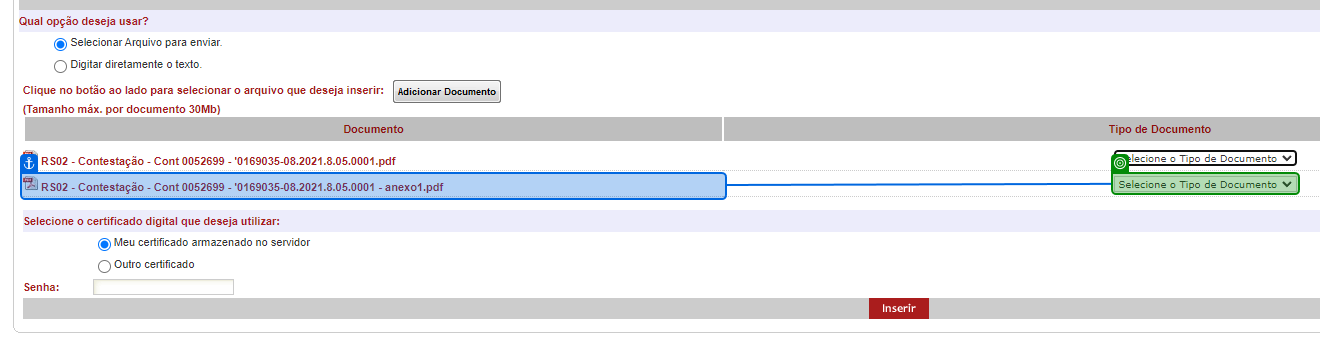 Qual opção deseja usar?
Selecionar Arquivo para enviar.
Digitar diretamente o texto.
Clique no botão ao lado para selecionar o arquivo que deseja inserir: Adicionar Documento
(Tamanho máx. por documento 30Mb)
Documento Tipo de Documento
RS02 - Contestação - Cont 0052699 - '0169035-08.2021.8.05.0001.pdf Selecione o Tipo de Documento
RS02 - Contestação - Cont 0052699 - '0169035-08.2021.8.05.0001 - anexo1.pdf Selecione o Tipo de Documento
Selecione o certificado digital que deseja utilizar:
Meu certificado armazenado no servidor
Outro certificado
Senha:
Inserir